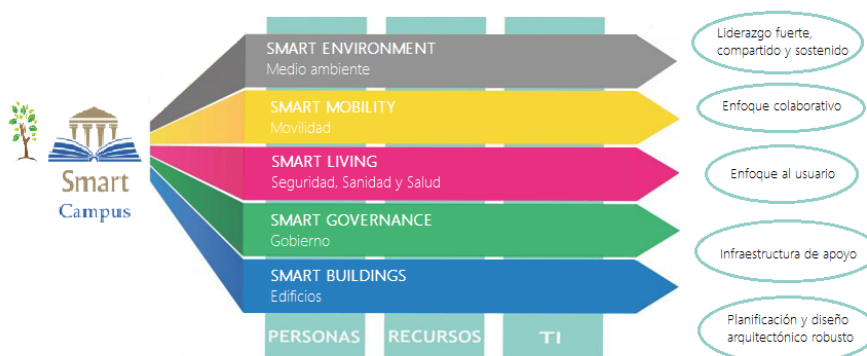 Smart
Campus
SMART ENVIRONMENT
Medio ambiente
SMART MOBILITY
Movilidad
SMART LIVING
Seguridad, Sanidad y Salud
SMART GOVERNANCE
Gobierno
SMART BUILDINGS
Edificios
PERSONAS
RECURSOS
TI
Liderazgo fuerte,
compartido y sostenido
Enfoque colaborativo
Enfoque al usuario
Infraestructura de apoyo
Planificación y diseño
arquitectónico robusto